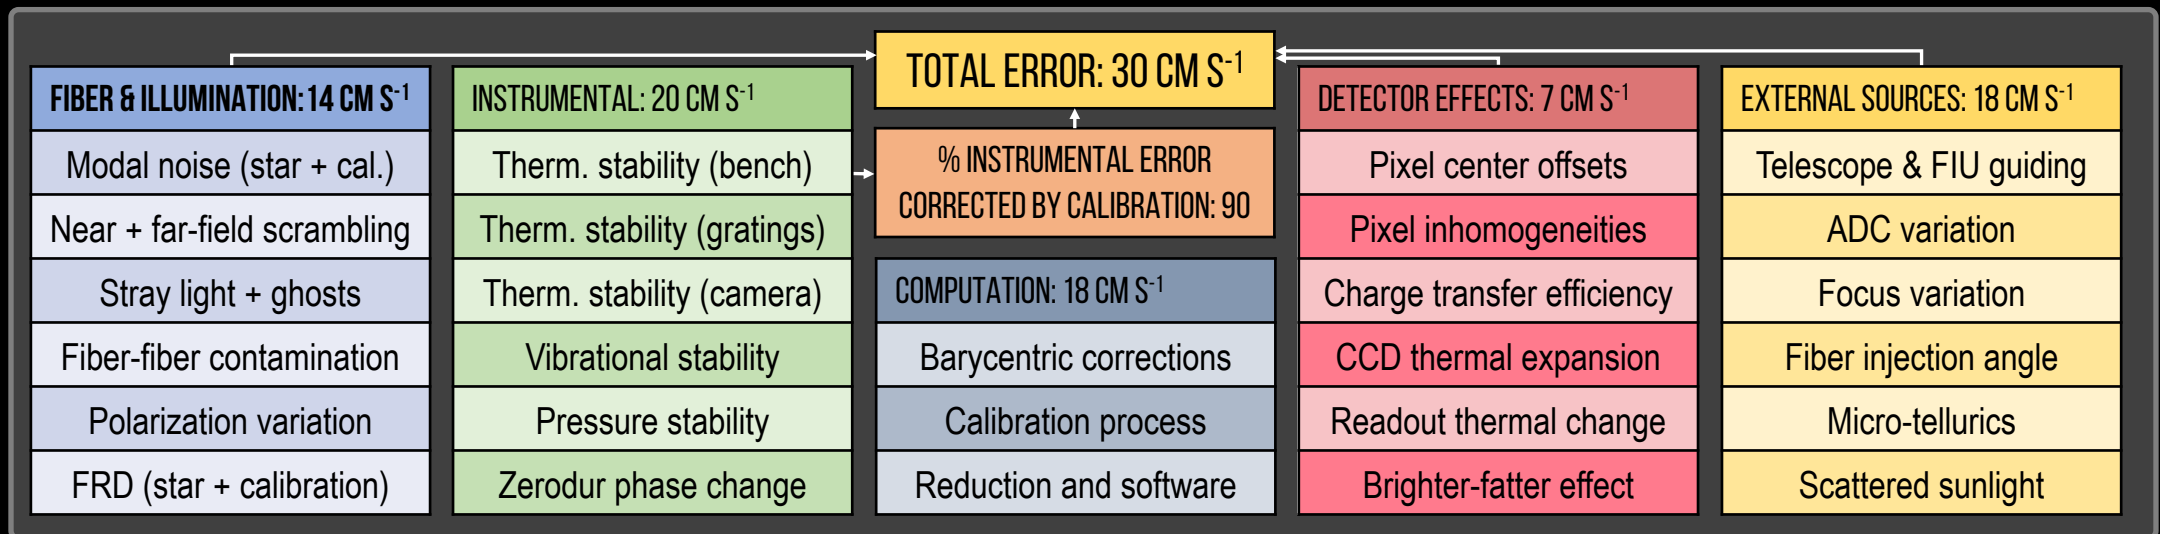 TOTAL ERROR: 30 CM S-1
FIBER & ILLUMINATION: 14 CM S-1
Modal noise (star + cal.)
Near + far-field scrambling
Stray light + ghosts
Fiber-fiber contamination
Polarization variation
FRD (star + calibration)
INSTRUMENTAL: 20 CM S-1
Therm. stability (bench)
Therm. stability (gratings)
Therm. stability (camera)
Vibrational stability
Pressure stability
Zerodur phase change
% INSTRUMENTAL ERROR
CORRECTED BY CALIBRATION: 90
COMPUTATION: 18 CM S-1
Barycentric corrections
Calibration process
Reduction and software
DETECTOR EFFECTS: 7 CM S-1
Pixel center offsets
Pixel inhomogeneities
Charge transfer efficiency
CCD thermal expansion
Readout thermal change
Brighter-fatter effect
EXTERNAL SOURCES: 18 CM S-1
Telescope & FIU guiding
ADC variation
Focus variation
Fiber injection angle
Micro-tellurics
Scattered sunlight